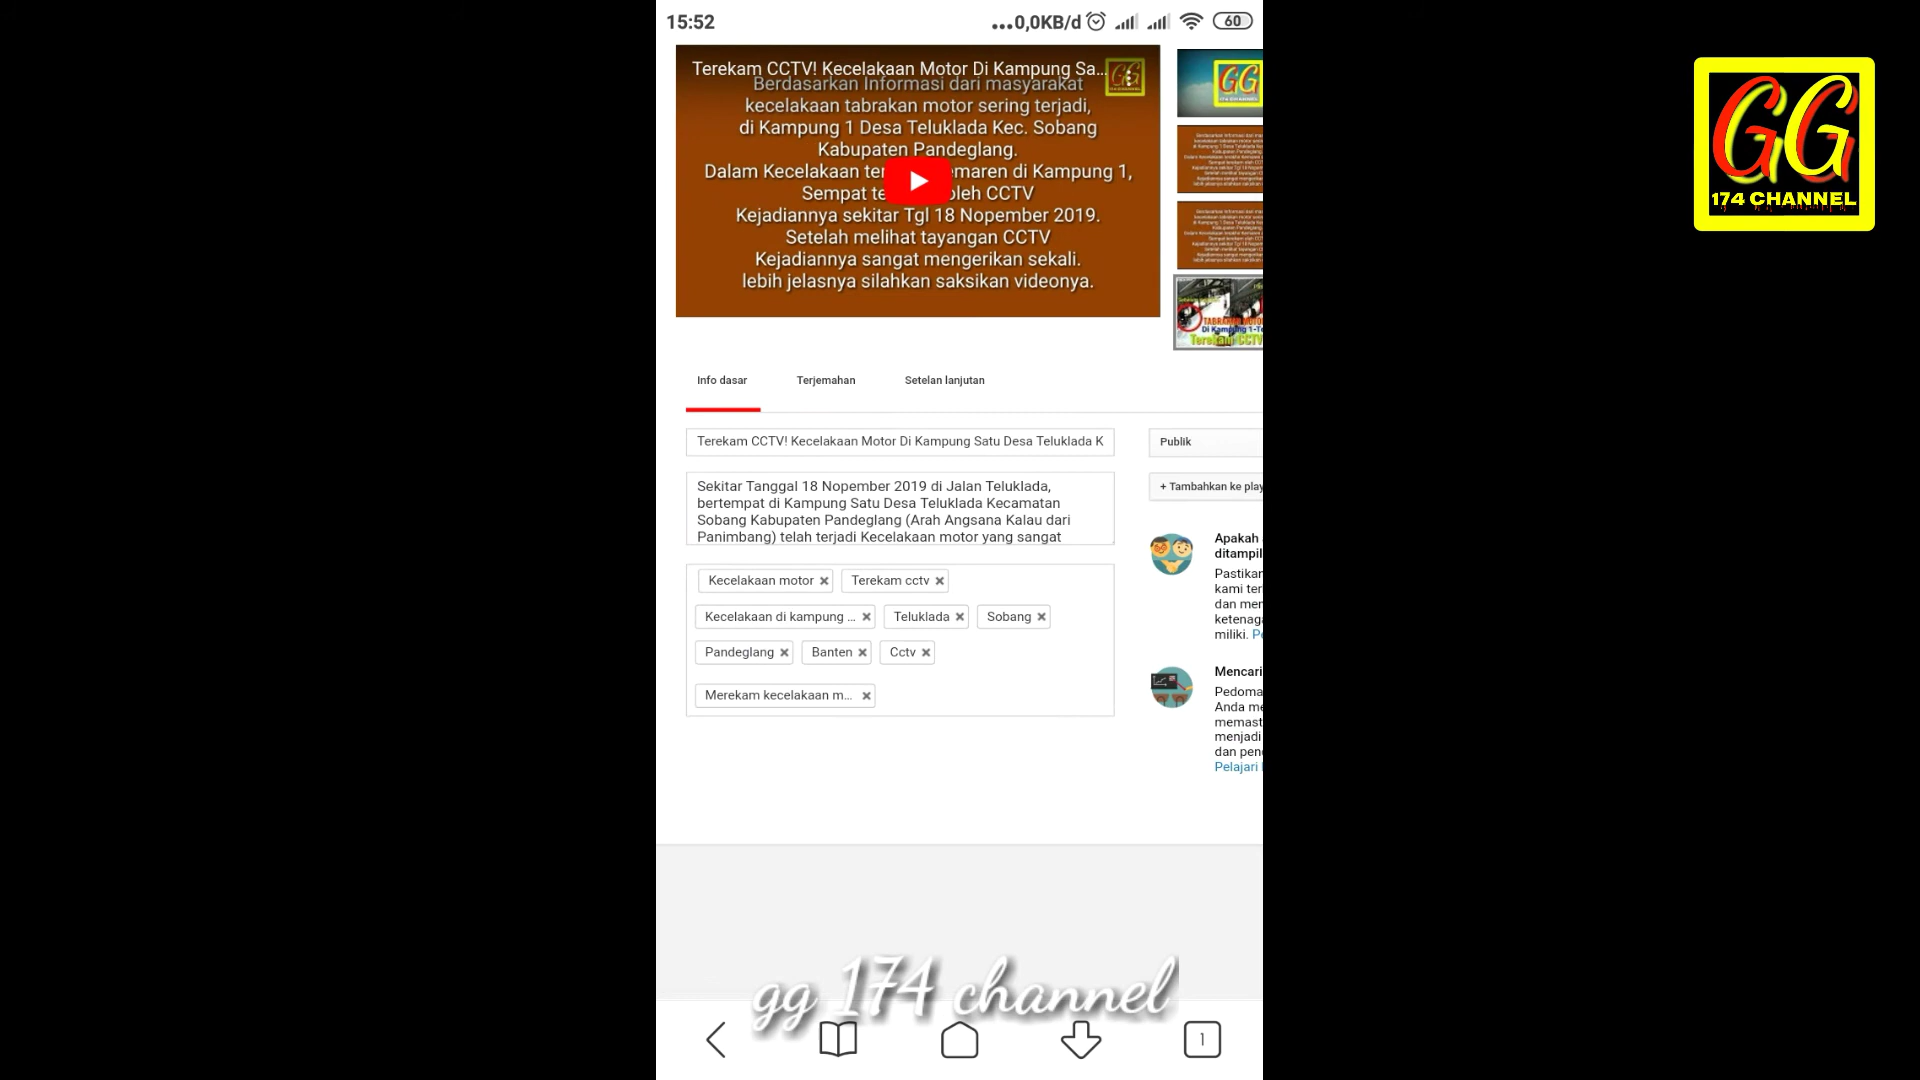 15:52
...0,0KB/d
60
Terekam CCTV! Kecelakaan Motor Di Kampung Sa...
Berdasarkan Informasi dari masyarakat
kecelakaan tabrakan motor sering terjadi,
di Kampung 1 Desa Teluklada Kec. Sobang
Kabupaten Pandeglang.
Dalam Kecelakaan di Kampung 1,
Sempat CCTV
Kejadiannya sekitar Tgl 18 Nopember 2019.
Setelah melihat tayangan CCTV
Kejadiannya sangat mengerikan sekali.
lebih jelasnya silahkan saksikan videonya.
GG
174 CHANNEL
Info dasar
Terjemahan
Setelan lanjutan
Terekam CCTV! Kecelakaan Motor Di Kampung Satu Desa Teluklada K
Publik
Sekitar Tanggal 18 Nopember 2019 di Jalan Teluklada,
bertempat di Kampung Satu Desa Teluklada Kecamatan
Sobang Kabupaten Pandeglang (Arah Angsana Kalau dari
Panimbang) telah terjadi Kecelakaan motor yang sangat
+ Tambahkan ke play
Kecelakaan motor
Terekam cctv
Kecelakaan di kampung ...
Teluklada
Sobang
Pandeglang
Banten
Cctv
Merekam kecelakaan m...
Apakah
ditampil
Pastikan
kami ter
dan men
ketenaga
miliki. Pe
Mencari
Pedoma
Anda me
memast
menjadi
dan pen
Pelajari
gg 174 channel
1